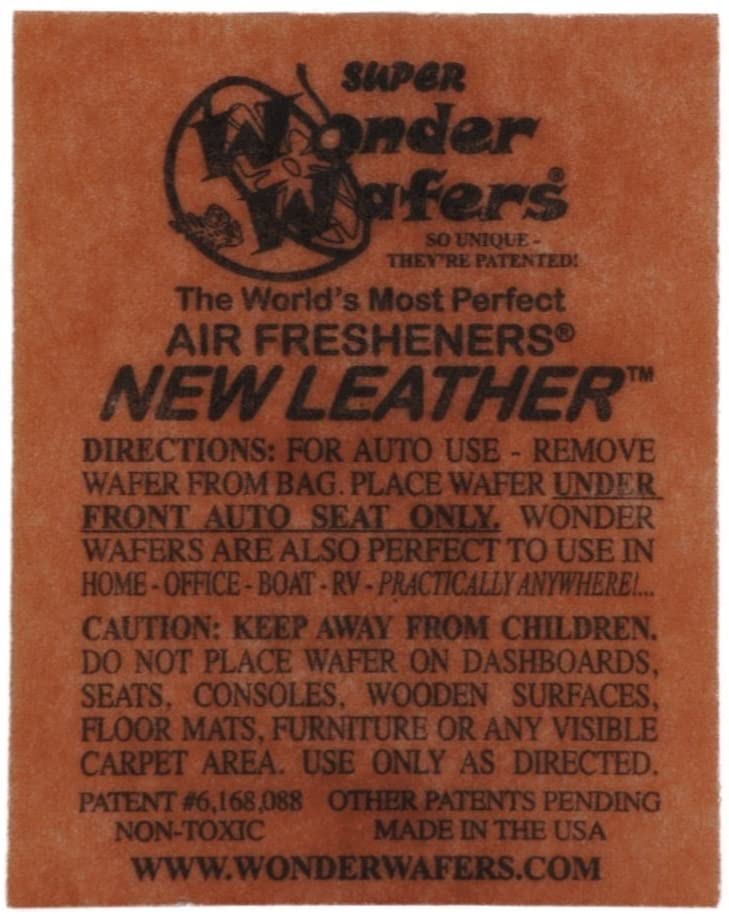 SUPER
Wonder
Wafers®
SO UNIQUE -
THEY'RE PATENTED!
The World's Most Perfect
AIR FRESHENERS®
NEW LEATHER™
DIRECTIONS: FOR AUTO USE - REMOVE
WAFER FROM BAG. PLACE WAFER UNDER
FRONT AUTO SEAT ONLY. WONDER
WAFERS ARE ALSO PERFECT TO USE IN
HOME - OFFICE - BOAT - RV - PRACTICALLY ANYWHERE!...
CAUTION: KEEP AWAY FROM CHILDREN.
DO NOT PLACE WAFER ON DASHBOARDS,
SEATS, CONSOLES, WOODEN SURFACES,
FLOOR MATS, FURNITURE OR ANY VISIBLE
CARPET AREA. USE ONLY AS DIRECTED.
PATENT #6,168,088 OTHER PATENTS PENDING
NON-TOXIC MADE IN THE USA
WWW.WONDERWAFERS.COM